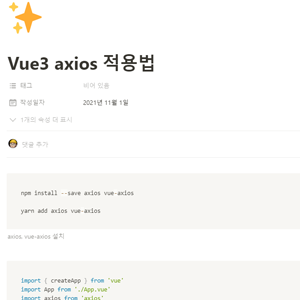 Vue3 axios 적용법
태그
비어 있음
작성일자
2021년 11월 1일
1개의 속성 더 보기
댓글 추가
npm install --save axios vue-axios
yarn add axios vue-axios
axios, vue-axios 설치
import { createApp } from 'vue'
import App from './App.vue'
import axios from 'axios'